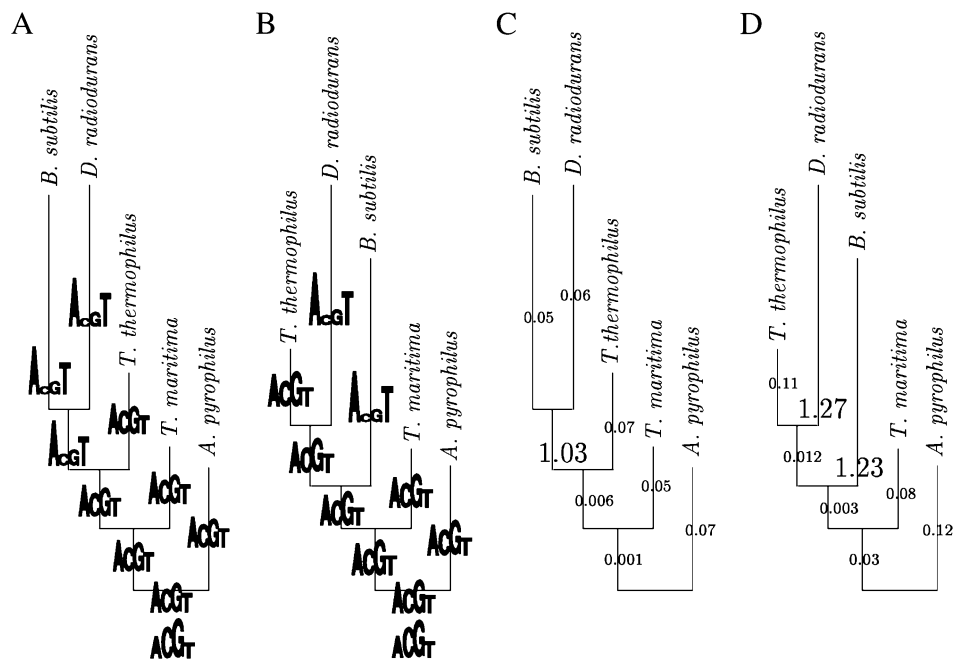 A
B
C
D
B. subtilis
D. radiodurans
T. thermophilus
T. maritima
A. pyrophilus
ACGT
ACGT
ACGT
ACGT
ACGT
ACGT
ACGT
ACGT
ACGT
ACGT
T. thermophilus
D. radiodurans
B. subtilis
T. maritima
A. pyrophilus
ACGT
ACGT
ACGT
ACGT
ACGT
ACGT
ACGT
ACGT
ACGT
ACGT
B. subtilis
D. radiodurans
T.thermophilus
T. maritima
A. pyrophilus
0.05
0.06
1.03
0.07
0.006
0.05
0.001
0.07
T. thermophilus
D. radiodurans
B. subtilis
T. maritima
A. pyrophilus
0.11
1.27
0.012
1.23
0.003
0.08
0.03
0.12